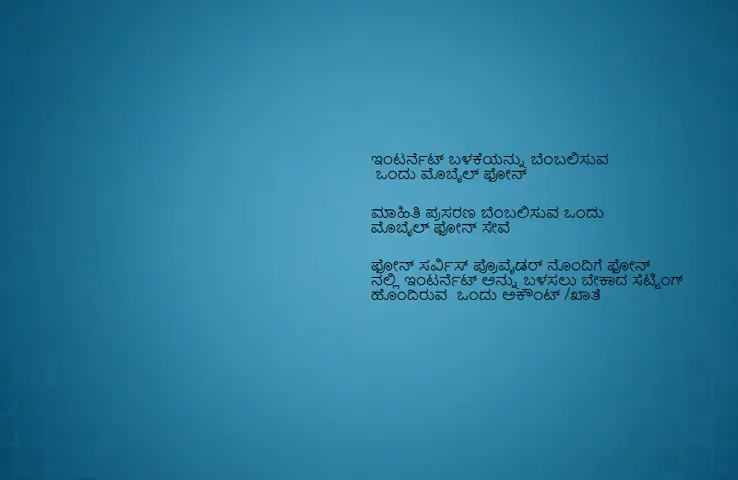 ಇಂಟರ್ನೆಟ್ ಬಳಕೆಯನ್ನು ಬೆಂಬಲಿಸುವ
ಒಂದು ಮೊಬೈಲ್ ಫೋನ್
ಮಾಹಿತಿ ಪ್ರಸರಣ ಬೆಂಬಲಿಸುವ ಒಂದು
ಮೊಬೈಲ್ ಫೋನ್ ಸೇವೆ
ಫೋನ್ ಸರ್ವಿಸ್ ಪ್ರೊವೈಡರ್ ನೊಂದಿಗೆ ಫೋನ್
ನಲ್ಲಿ ಇಂಟರ್ನೆಟ್ ಅನ್ನು ಬಳಸಲು ಬೇಕಾದ ಸೆಟ್ಟಿಂಗ್
ಹೊಂದಿರುವ ಒಂದು ಅಕೌಂಟ್ /ಖಾತೆ